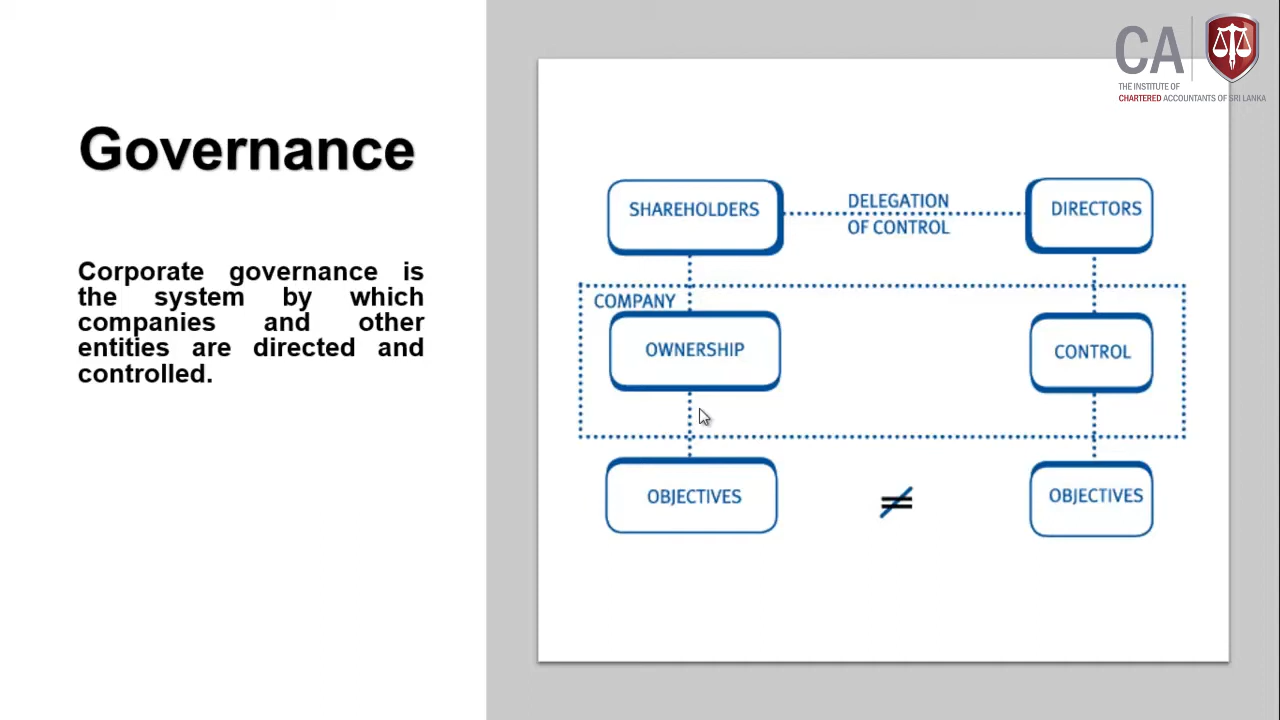 CA
THE INSTITUTE OF
CHARTERED ACCOUNTANTS OF SRI LANKA
Governance
Corporate governance is
the system by which
companies and other
entities are directed and
controlled.
SHAREHOLDERS
DELEGATION
OF CONTROL
DIRECTORS
COMPANY
OWNERSHIP
CONTROL
OBJECTIVES
≠
OBJECTIVES